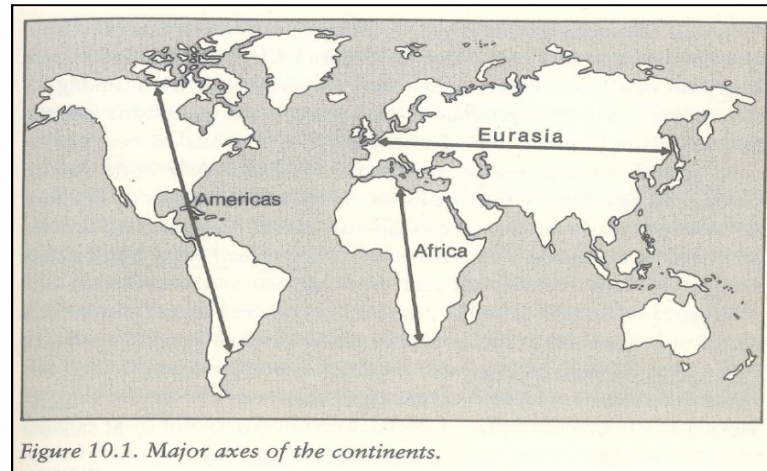 Eurasia
Americas
Africa
Figure 10.1. Major axes of the continents.